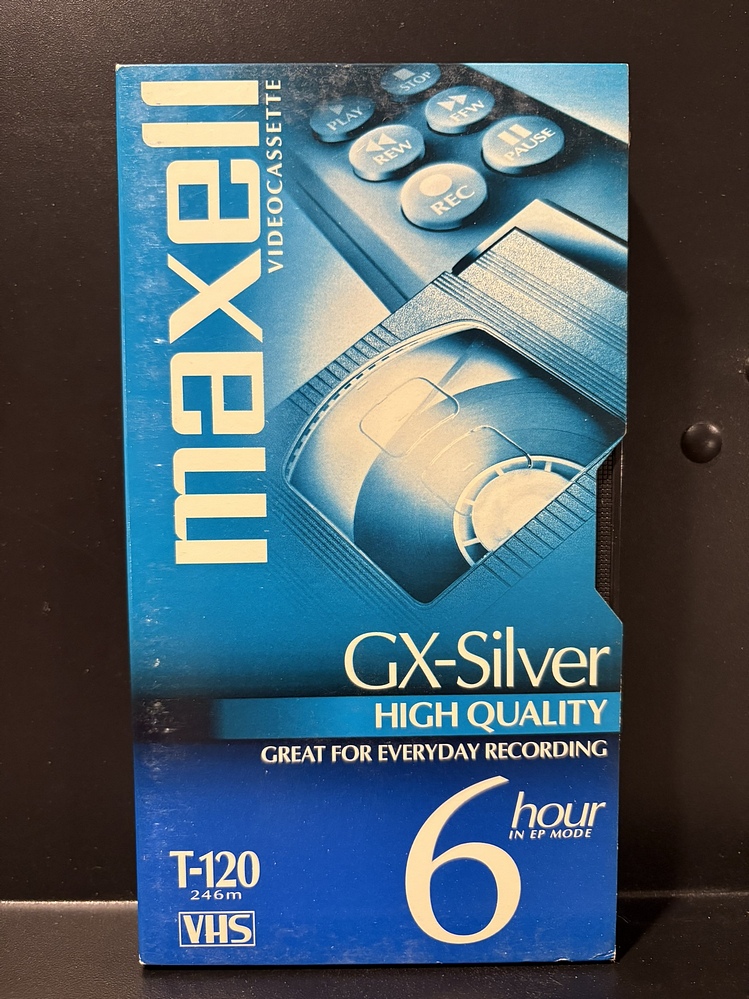 maxell
VIDEOCASSETTE
STOP
PLAY
FFW
REW
PAUSE
REC
GX-Silver
HIGH QUALITY
GREAT FOR EVERYDAY RECORDING
6 hour
IN EP MODE
T-120
246m
VHS